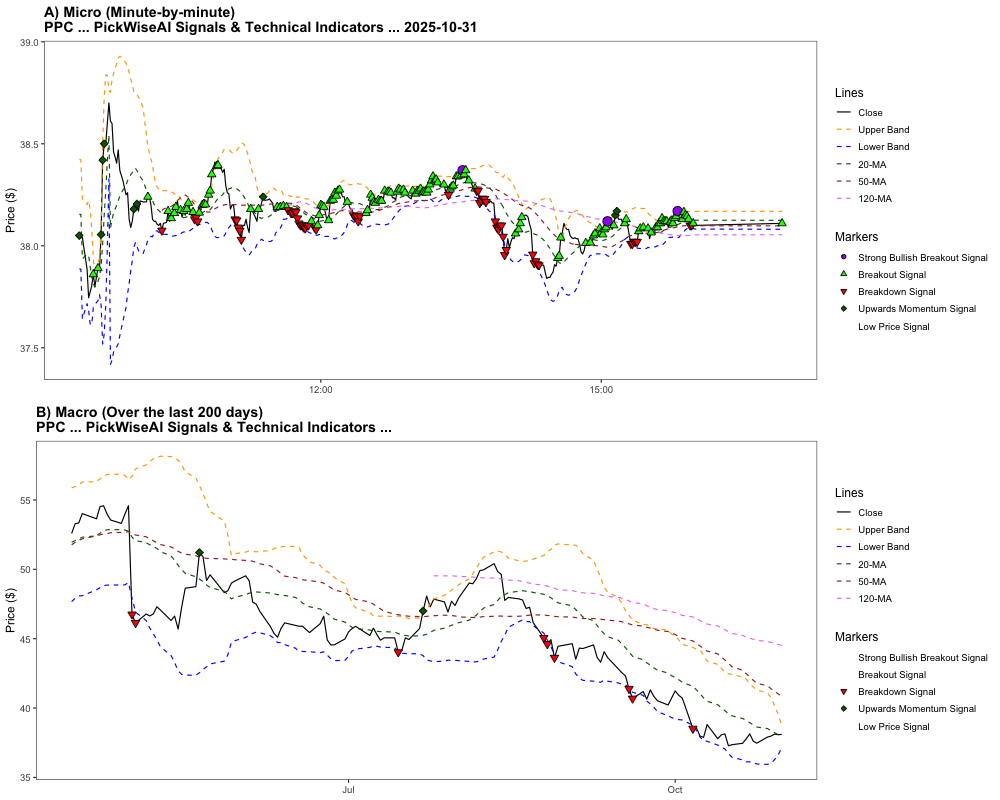 A) Micro (Minute-by-minute)
PPC ... PickWiseAI Signals & Technical Indicators ... 2025-10-31
39.0
38.5
38.0
37.5
Price ($)
12:00
15:00
Lines
Close
Upper Band
Lower Band
20-MA
50-MA
120-MA
Markers
Strong Bullish Breakout Signal
Breakout Signal
Breakdown Signal
Upwards Momentum Signal
Low Price Signal
B) Macro (Over the last 200 days)
PPC ... PickWiseAI Signals & Technical Indicators ...
55
50
45
40
35
Price ($)
Jul
Oct
Lines
Close
Upper Band
Lower Band
20-MA
50-MA
120-MA
Markers
Strong Bullish Breakout Signal
Breakout Signal
Breakdown Signal
Upwards Momentum Signal
Low Price Signal